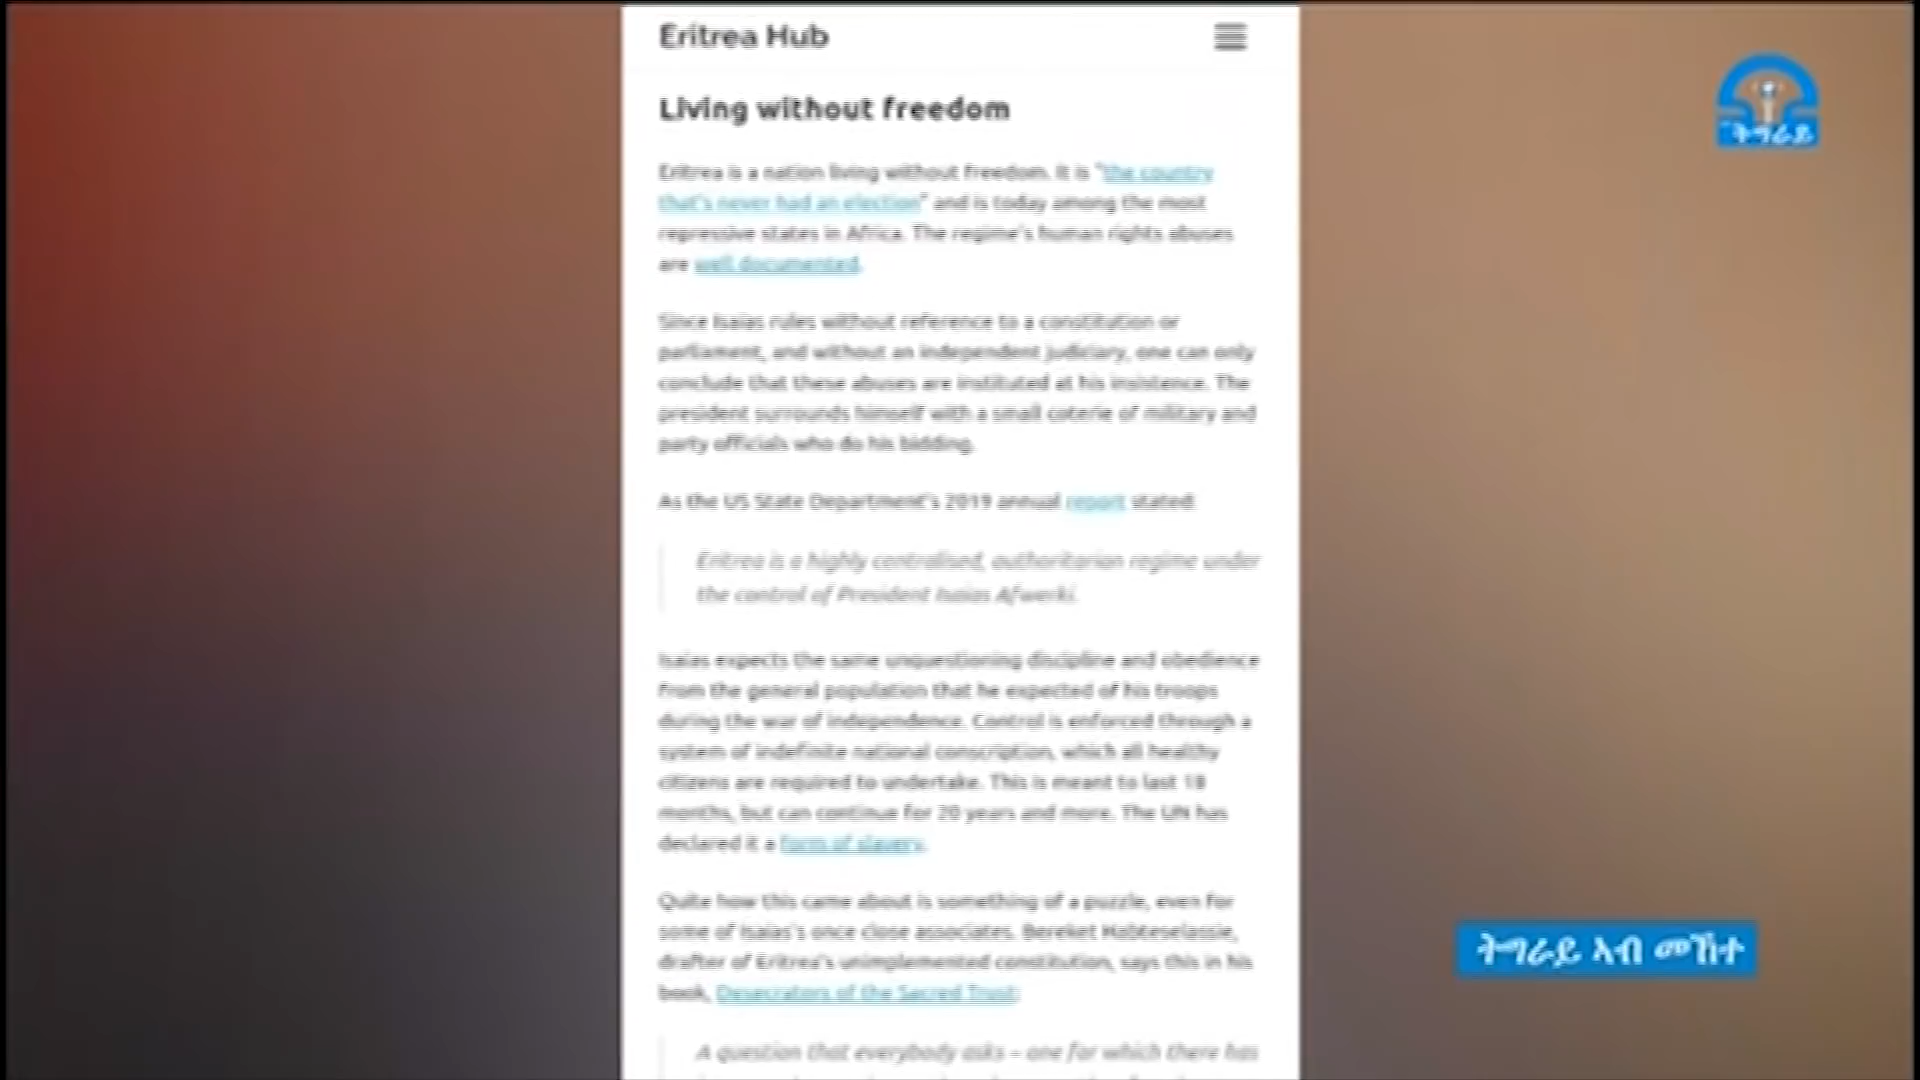 Eritrea Hub
Living without freedom
Eritrea is a nation living without freedom. It is "the country
that's never had an election" and is today among the most
repressive states in Africa. The regime's human rights abuses
are well documented.
Since Isaias rules without reference to a constitution or
parliament, and without an independent judiciary, one can only
conclude that these abuses are instituted at his insistence. The
president surrounds himself with a small coterie of military and
party officials who do his bidding.
As the US State Department's 2019 annual report stated:
Eritrea is a highly centralised, authoritarian regime under
the control of President Isaias Afwerki.
Isaias expects the same unquestioning discipline and obedience
from the general population that he expected of his troops
during the war of independence. Control is enforced through a
system of indefinite national conscription, which all healthy
citizens are required to undertake. This is meant to last 18
months, but can continue for 20 years and more. The UN has
declared it a form of slavery.
Quite how this came about is something of a puzzle, even for
some of Isaias's once close associates. Bereket Habteselassie,
drafter of Eritrea's unimplemented constitution, says this in his
book, Desecrators of the Sacred Trust:
A question that everybody asks – one for which there has
ትግራይ
ትግራይ ኣብ መኸተ